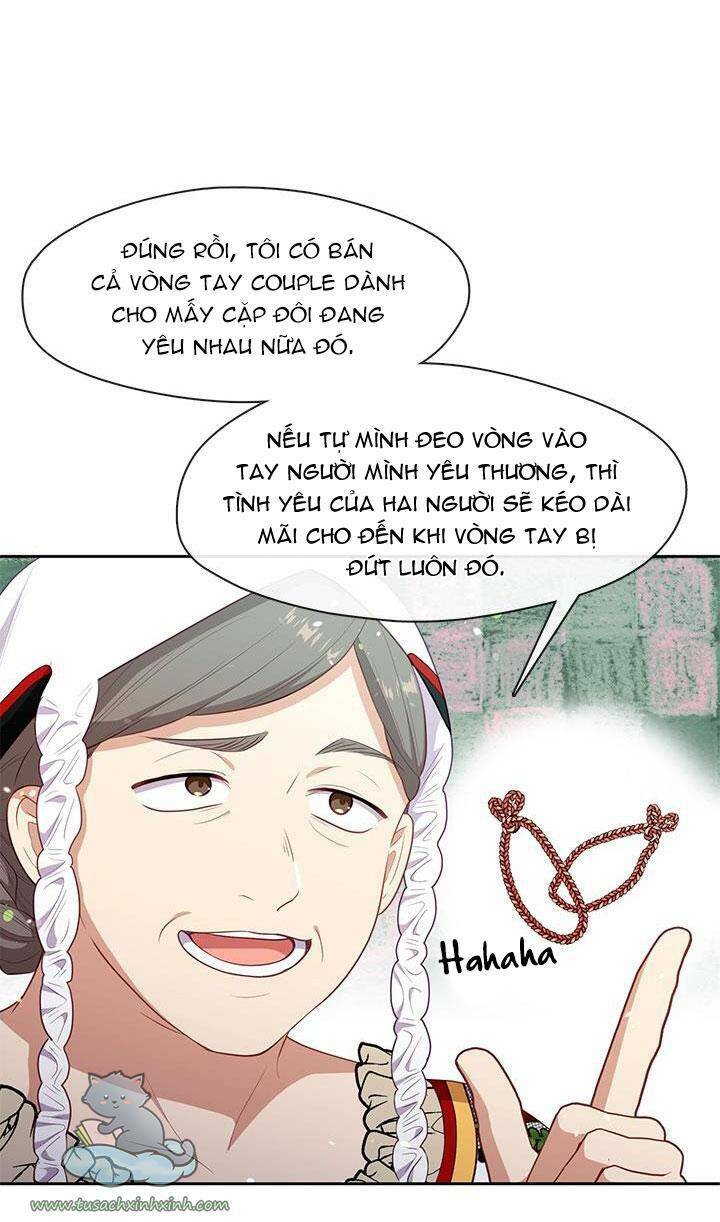 ĐÚNG RỒI, TÔI CÓ BÁN
CẢ VÒNG TAY COUPLE DÀNH
CHO MẤY CẶP ĐÔI ĐANG
YÊU NHAU NỮA ĐÓ.
NẾU TỰ MÌNH ĐEO VÒNG VÀO
TAY NGƯỜI MÌNH YÊU THƯƠNG, THÌ
TÌNH YÊU CỦA HAI NGƯỜI SẼ KÉO DÀI
MÃI CHO ĐẾN KHI VÒNG TAY BỊ
ĐỨT LUÔN ĐÓ.
Hahaha
www.tusachxinhxinh.com